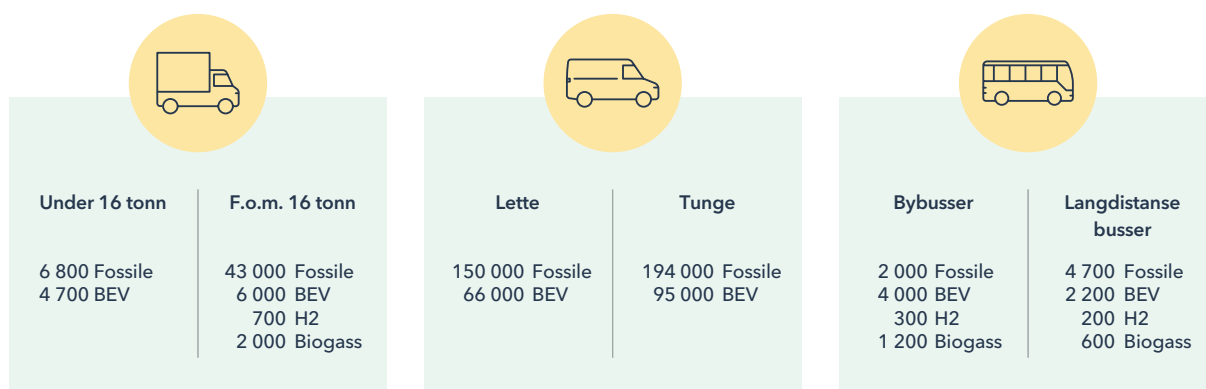 Under 16 tonn
6 800 Fossile
4 700 BEV
F.o.m. 16 tonn
43 000 Fossile
6 000 BEV
700 H2
2 000 Biogass
Lette
150 000 Fossile
66 000 BEV
Tunge
194 000 Fossile
95 000 BEV
Bybusser
2 000 Fossile
4 000 BEV
300 H2
1 200 Biogass
Langdistanse
busser
4 700 Fossile
2 200 BEV
200 H2
600 Biogass